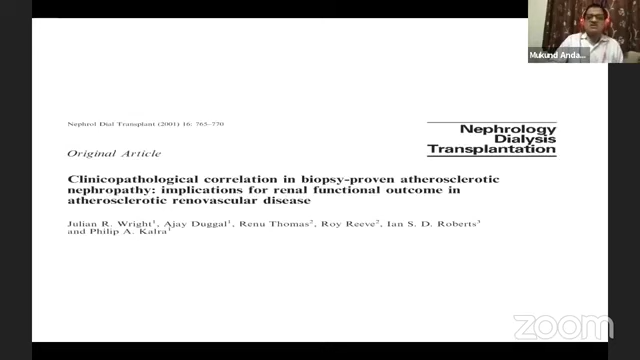 Mukund Anda...
Nephrol Dial Transplant (2001) 16: 765–770
Nephrology
Dialysis
Transplantation
Original Article
Clinicopathological correlation in biopsy-proven atherosclerotic
nephropathy: implications for renal functional outcome in
atherosclerotic renovascular disease
Julian R. Wright1, Ajay Duggal1, Renu Thomas2, Roy Reeve2, Ian S. D. Roberts3
and Philip A. Kalra1
zoom